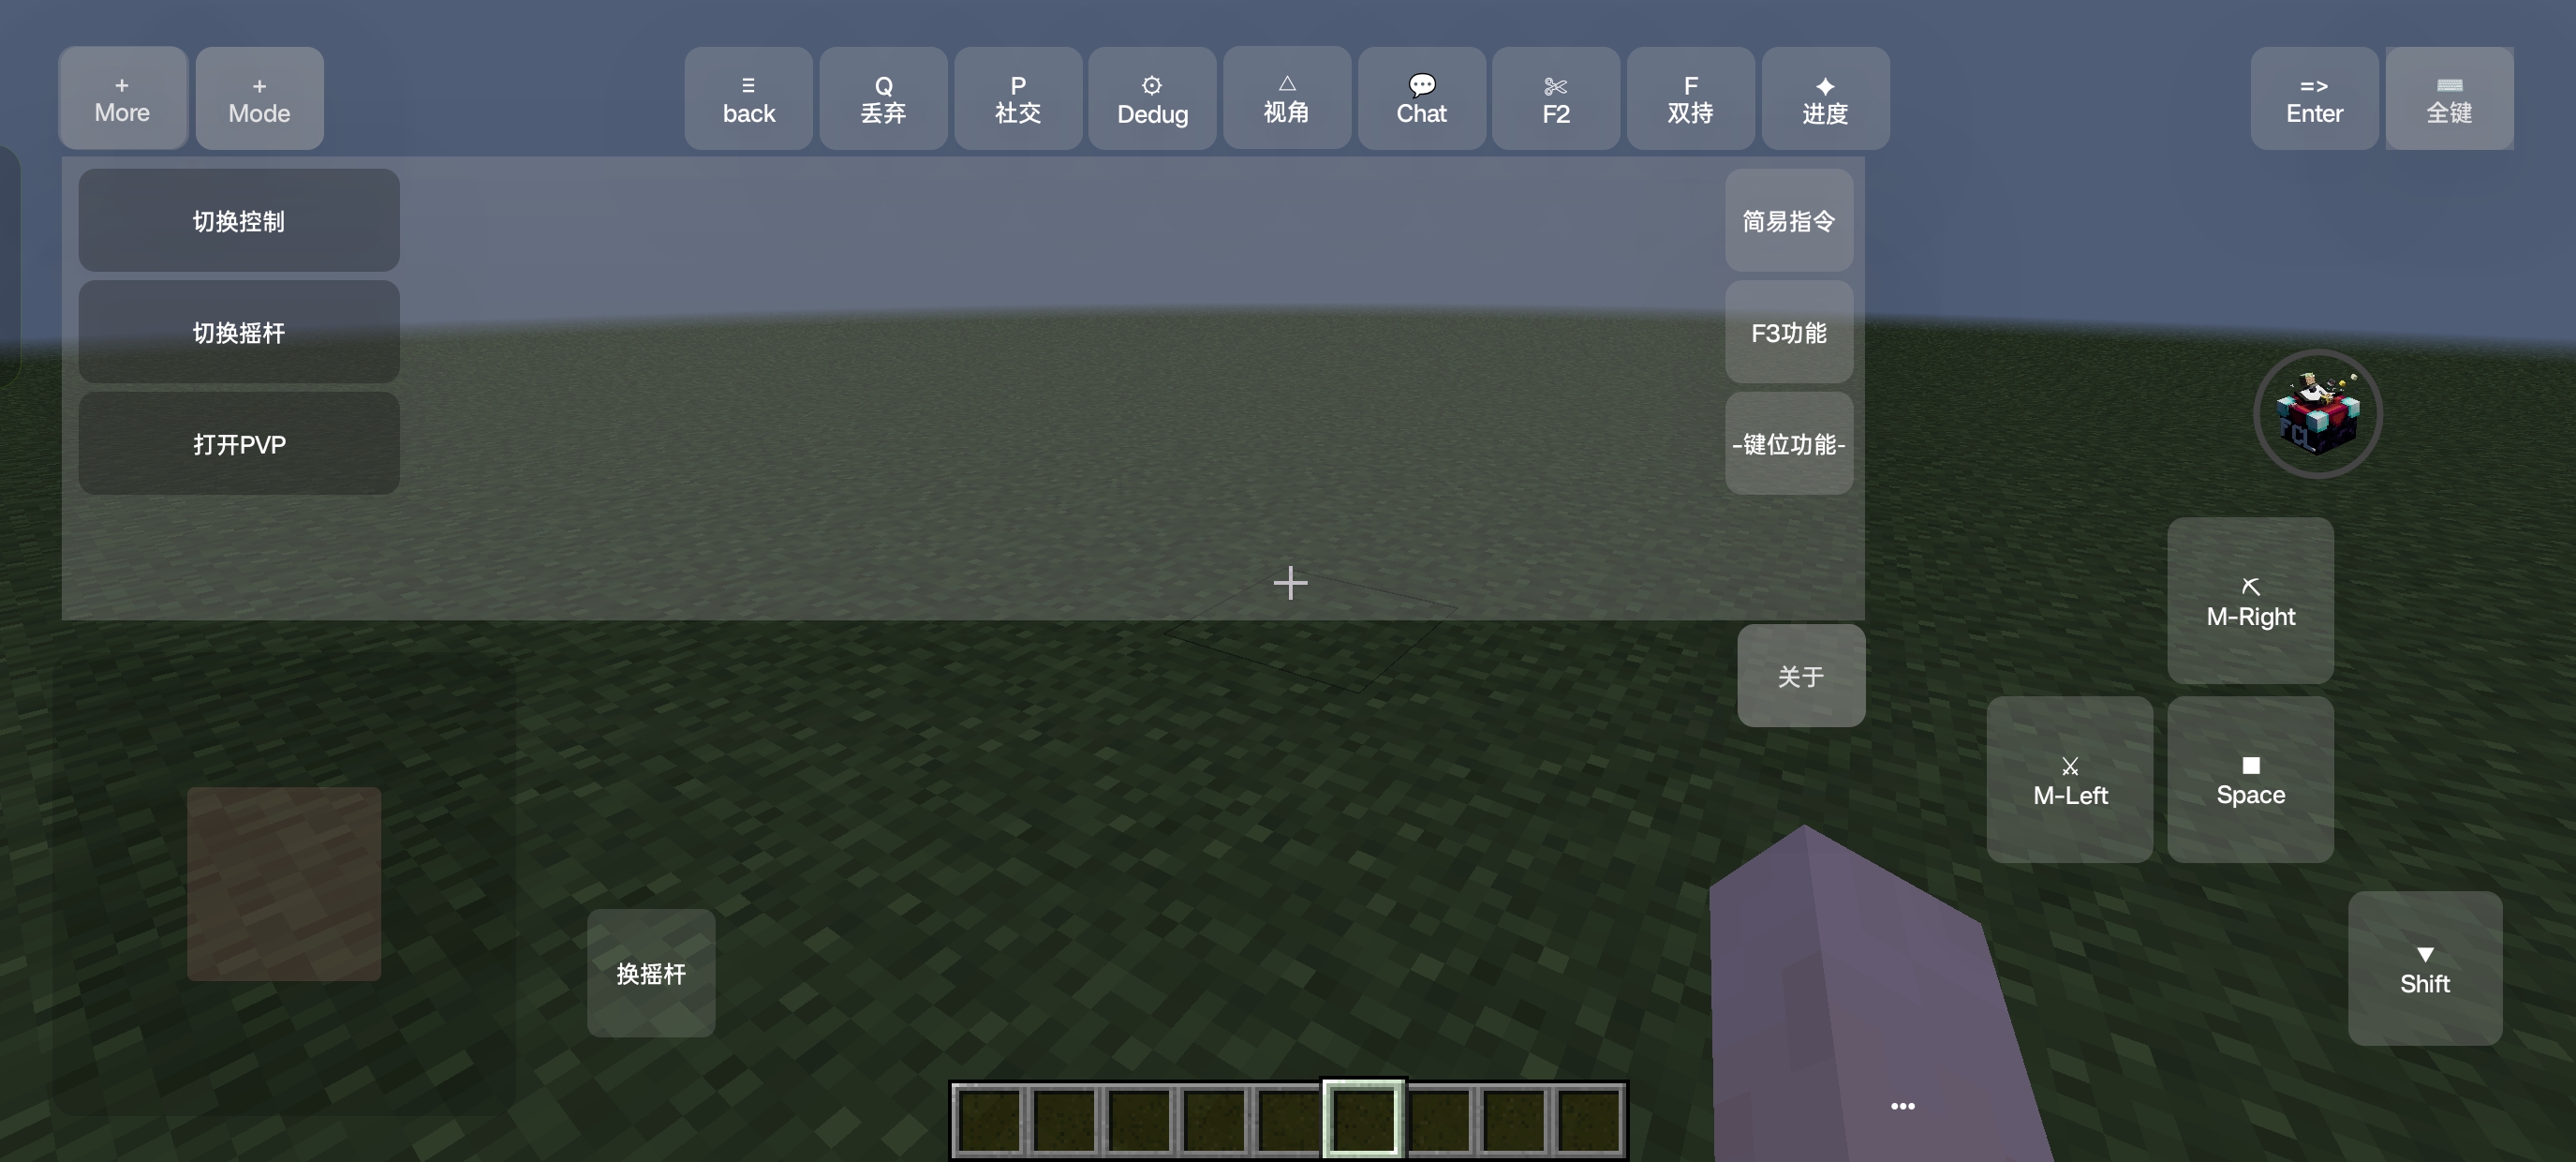 +
More
+
Mode
☰
back
Q
丢弃
P
社交
Dedug
△
视角
Chat
F2
F
双持
✦
进度
=>
Enter
全键
切换控制
简易指令
切换摇杆
F3功能
打开PVP
-键位功能-
FCL
M-Right
关于
M-Left
■
Space
换摇杆
▼
Shift
•••